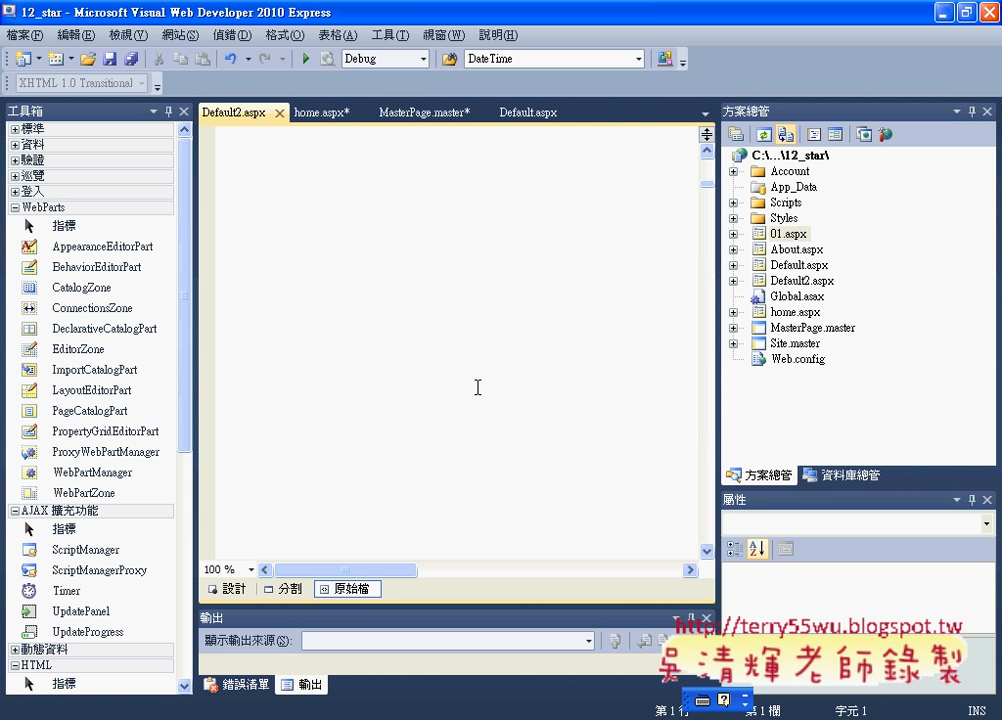 12_star - Microsoft Visual Web Developer 2010 Express
檔案(F) 編輯(E) 檢視(V) 網站(S) 偵錯(D) 格式(O) 表格(A) 工具(T) 視窗(W) 說明(H)
Debug DateTime
XHTML 1.0 Transitional
工具箱
標準
資料
驗證
巡覽
登入
WebParts
指標
AppearanceEditorPart
BehaviorEditorPart
CatalogZone
ConnectionsZone
DeclarativeCatalogPart
EditorZone
ImportCatalogPart
LayoutEditorPart
PageCatalogPart
PropertyGridEditorPart
ProxyWebPartManager
WebPartManager
WebPartZone
AJAX 擴充功能
指標
ScriptManager
ScriptManagerProxy
Timer
UpdatePanel
UpdateProgress
動態資料
HTML
指標
Default2.aspx home.aspx* MasterPage.master* Default.aspx
100 %
設計 分割 原始檔
輸出
顯示輸出來源(S):
錯誤清單 輸出
方案總管
C:\...\12_star\
Account
App_Data
Scripts
Styles
01.aspx
About.aspx
Default.aspx
Default2.aspx
Global.asax
home.aspx
MasterPage.master
Site.master
Web.config
方案總管 資料庫總管
屬性
http://terry55wu.blogspot.tw
吳清輝老師錄製
第 1 欄 字元 1 INS